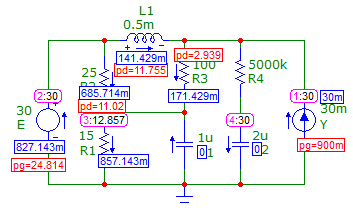 L1
0.5m
141.429m
pd=11.755
pd=2.939
100
R3
171.429m
5000k
R4
25
685.714m
pd=11.02
3:12.857
15
R1
857.143m
2:30
30
E
827.143m
pg=24.814
1u
0
1
4:30
2u
0
2
1:30
30m
30m
Y
pg=900m